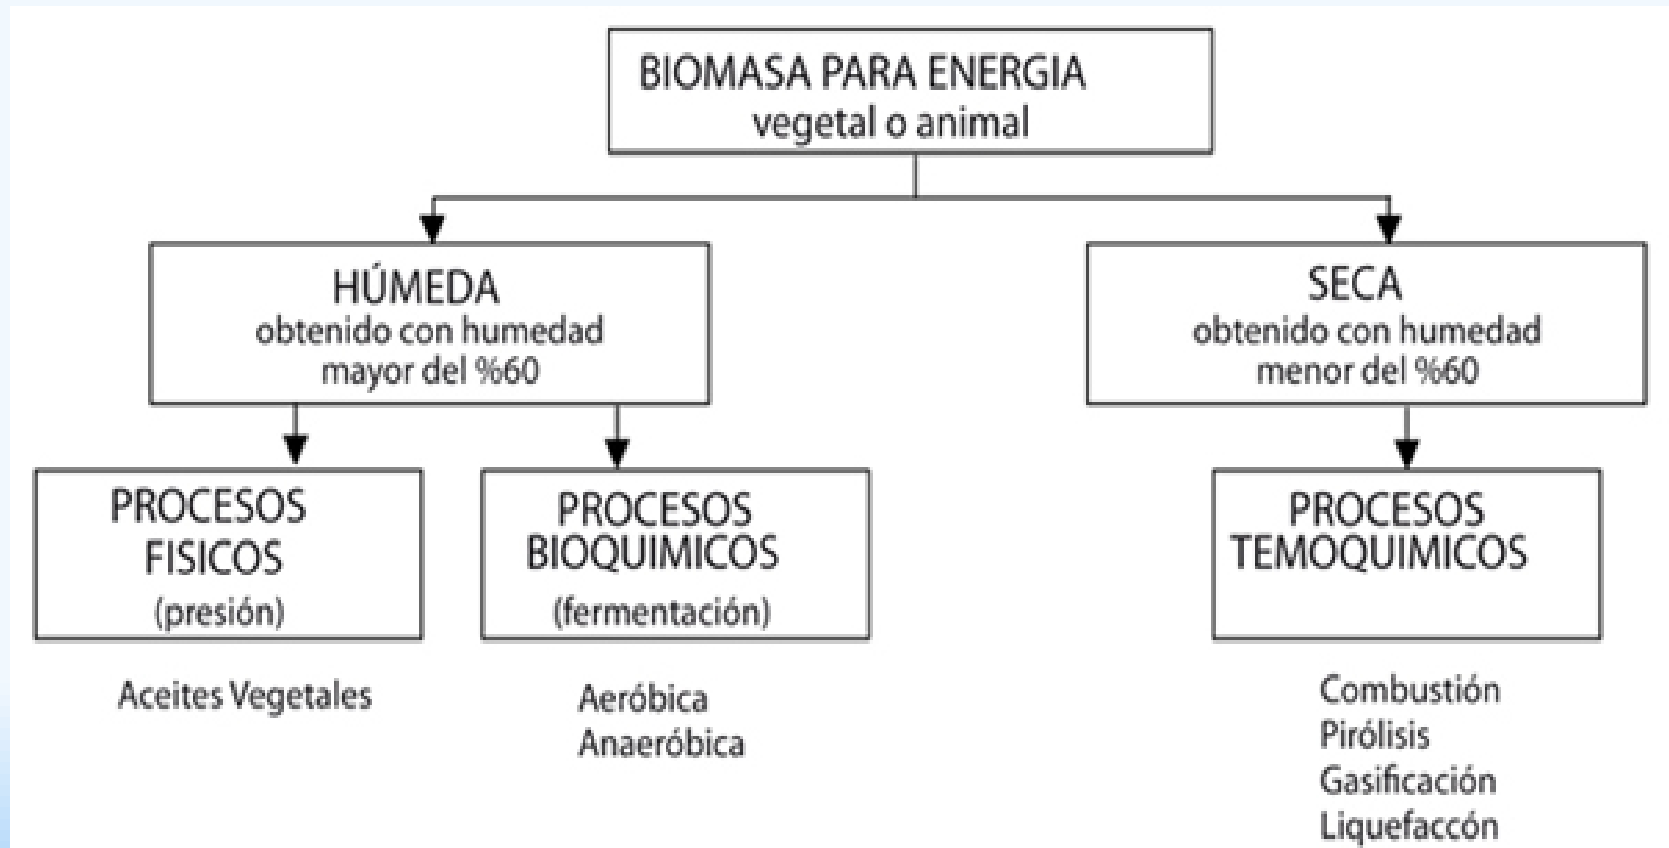 BIOMASA PARA ENERGIA
vegetal o animal
HÚMEDA
obtenido con humedad
mayor del %60
SECA
obtenido con humedad
menor del %60
PROCESOS
FISICOS
(presión)
PROCESOS
BIOQUIMICOS
(fermentación)
PROCESOS
TEMOQUIMICOS
Aceites Vegetales
Aeróbica
Anaeróbica
Combustión
Pirólisis
Gasificación
Liquefaccón